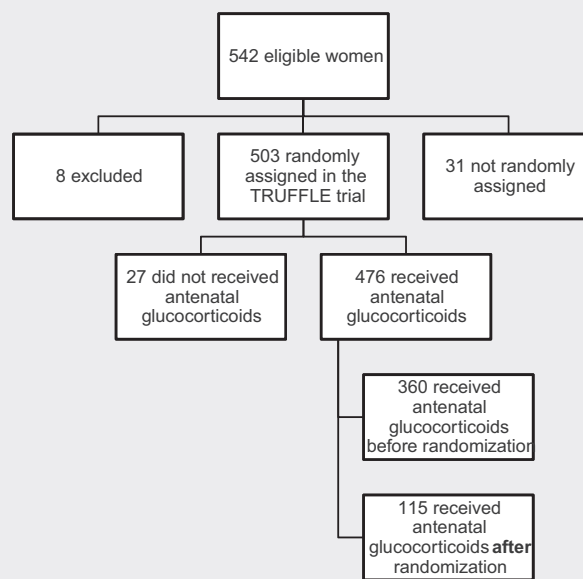 542 eligible women
8 excluded
503 randomly
assigned in the
TRUFFLE trial
31 not randomly
assigned
27 did not received
antenatal
glucocorticoids
476 received
antenatal
glucocorticoids
360 received
antenatal
glucocorticoids
before randomization
115 received
antenatal
glucocorticoids after
randomization